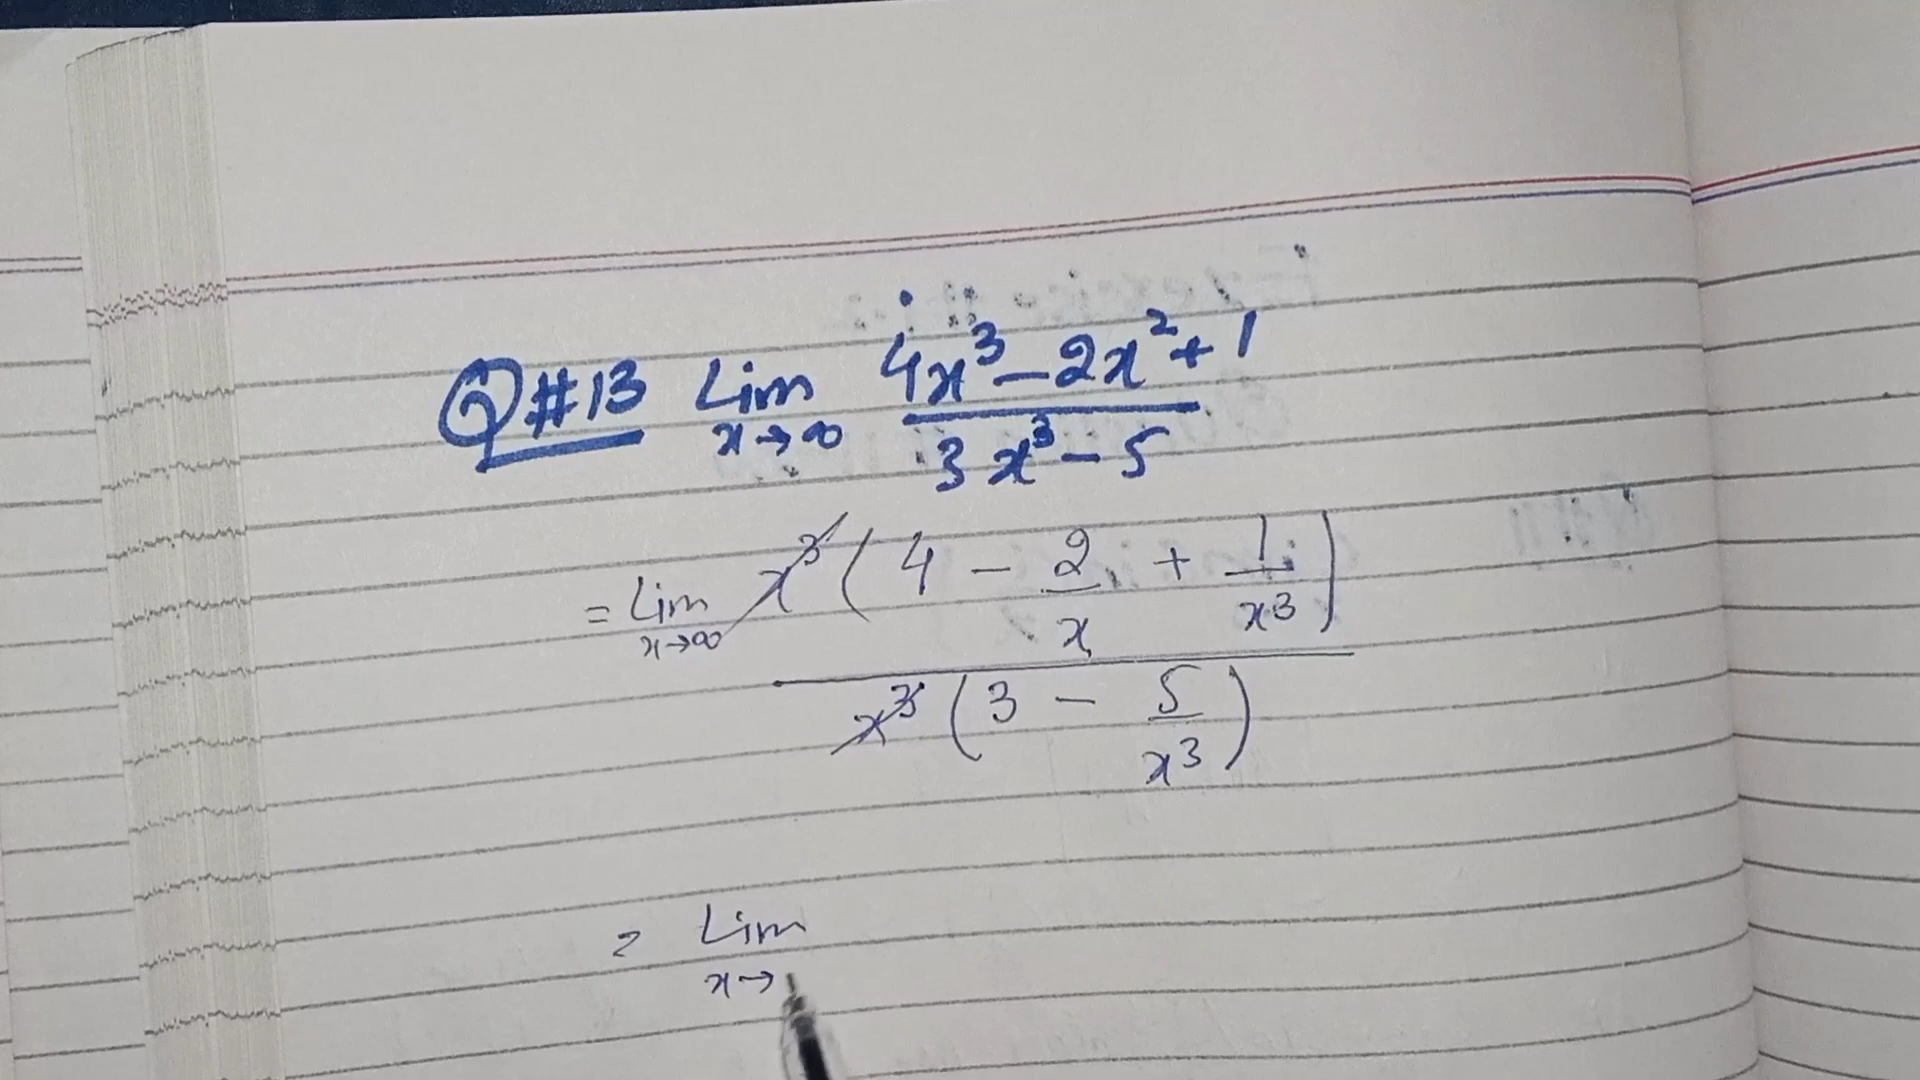 Q#13 Lim x→∞ 4x³-2x²+1 / 3x³-5
= Lim x→∞ x³(4 - 2/x + 1/x³) / x³(3 - 5/x³)
= Lim x→